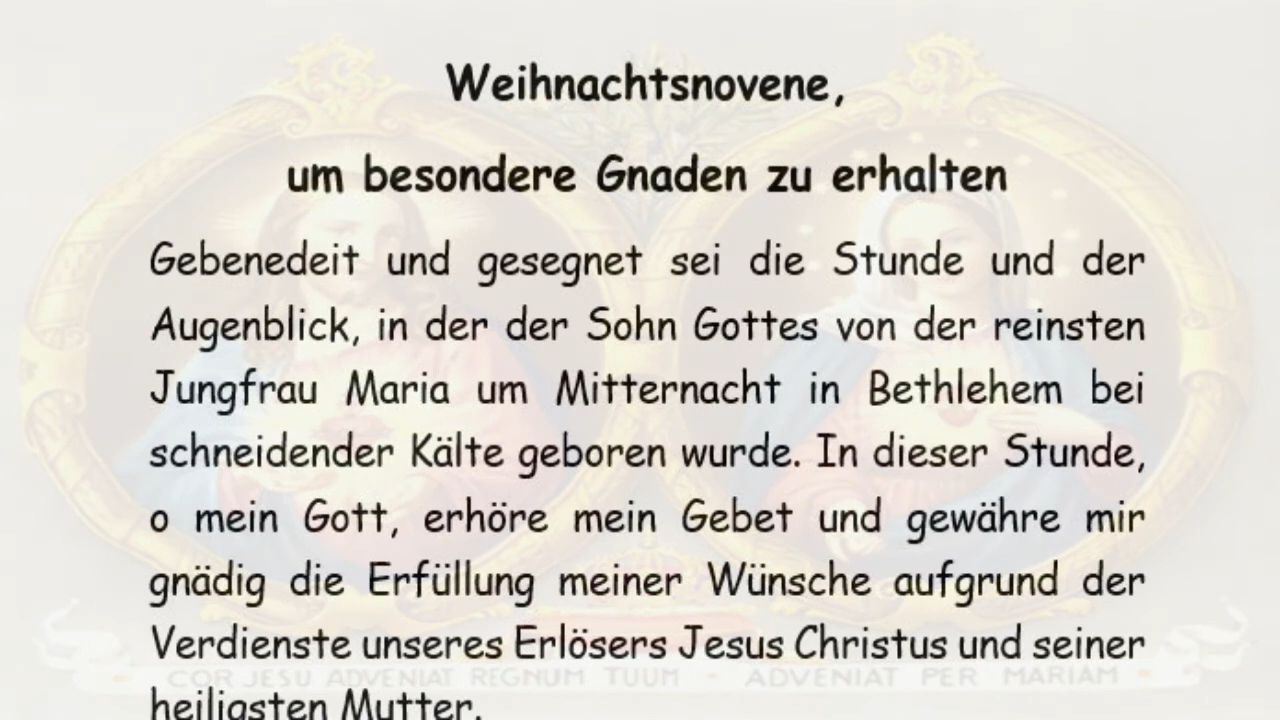 Weihnachtsnovene,
um besondere Gnaden zu erhalten
Gebenedeit und gesegnet sei die Stunde und der
Augenblick, in der der Sohn Gottes von der reinsten
Jungfrau Maria um Mitternacht in Bethlehem bei
schneidender Kälte geboren wurde. In dieser Stunde,
o mein Gott, erhöre mein Gebet und gewähre mir
gnädig die Erfüllung meiner Wünsche aufgrund der
Verdienste unseres Erlösers Jesus Christus und seiner
COR JESU ADVENIAT REGNUM TUUM · ADVENIAT PER MARIAM
heiligsten Mutter.